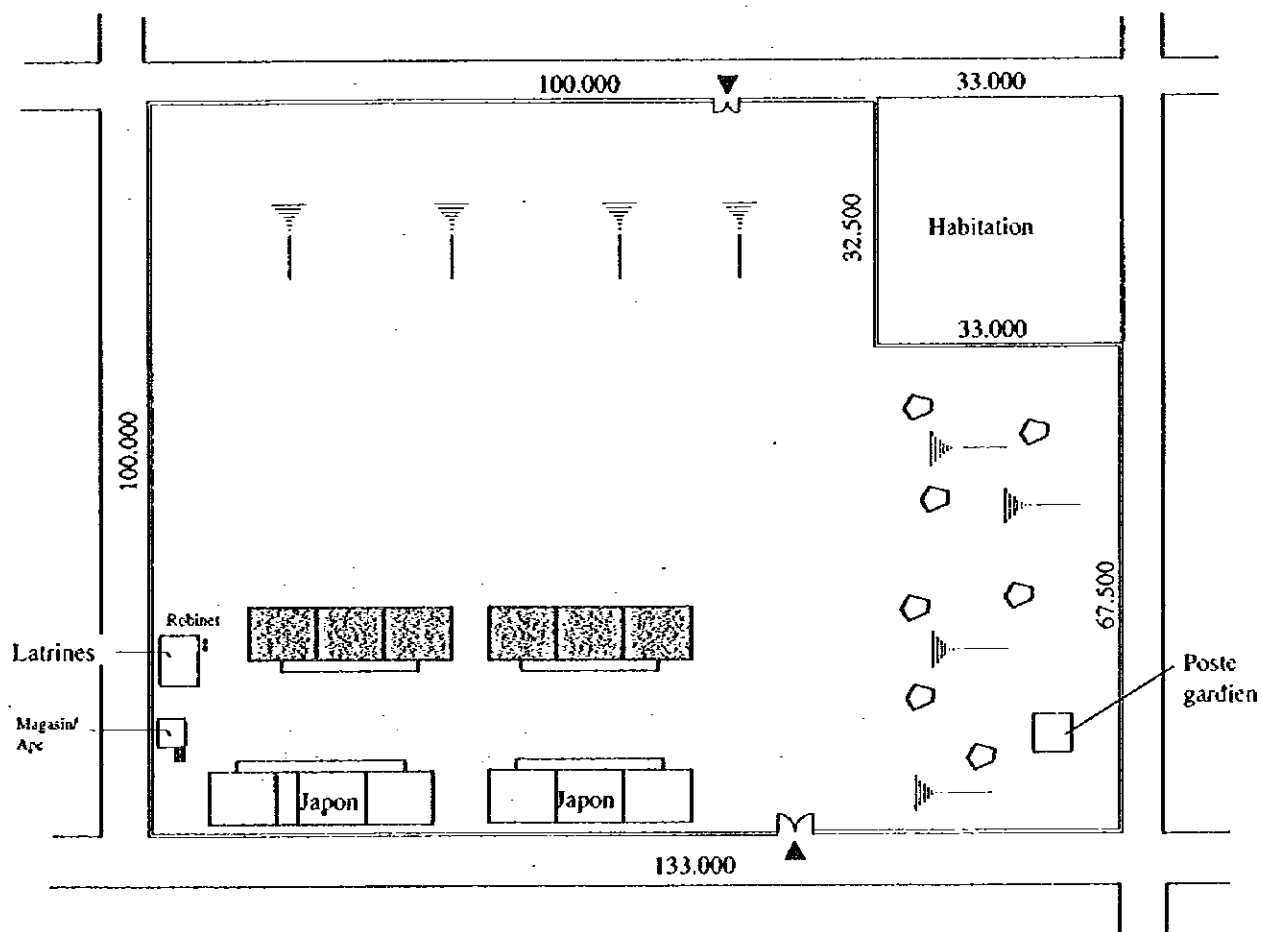 100.000
33.000
32.500
Habitation
33.000
100.000
67.500
Robinet
Latrines
Poste
gardien
Magasin/
Ape
Japon
Japon
133.000